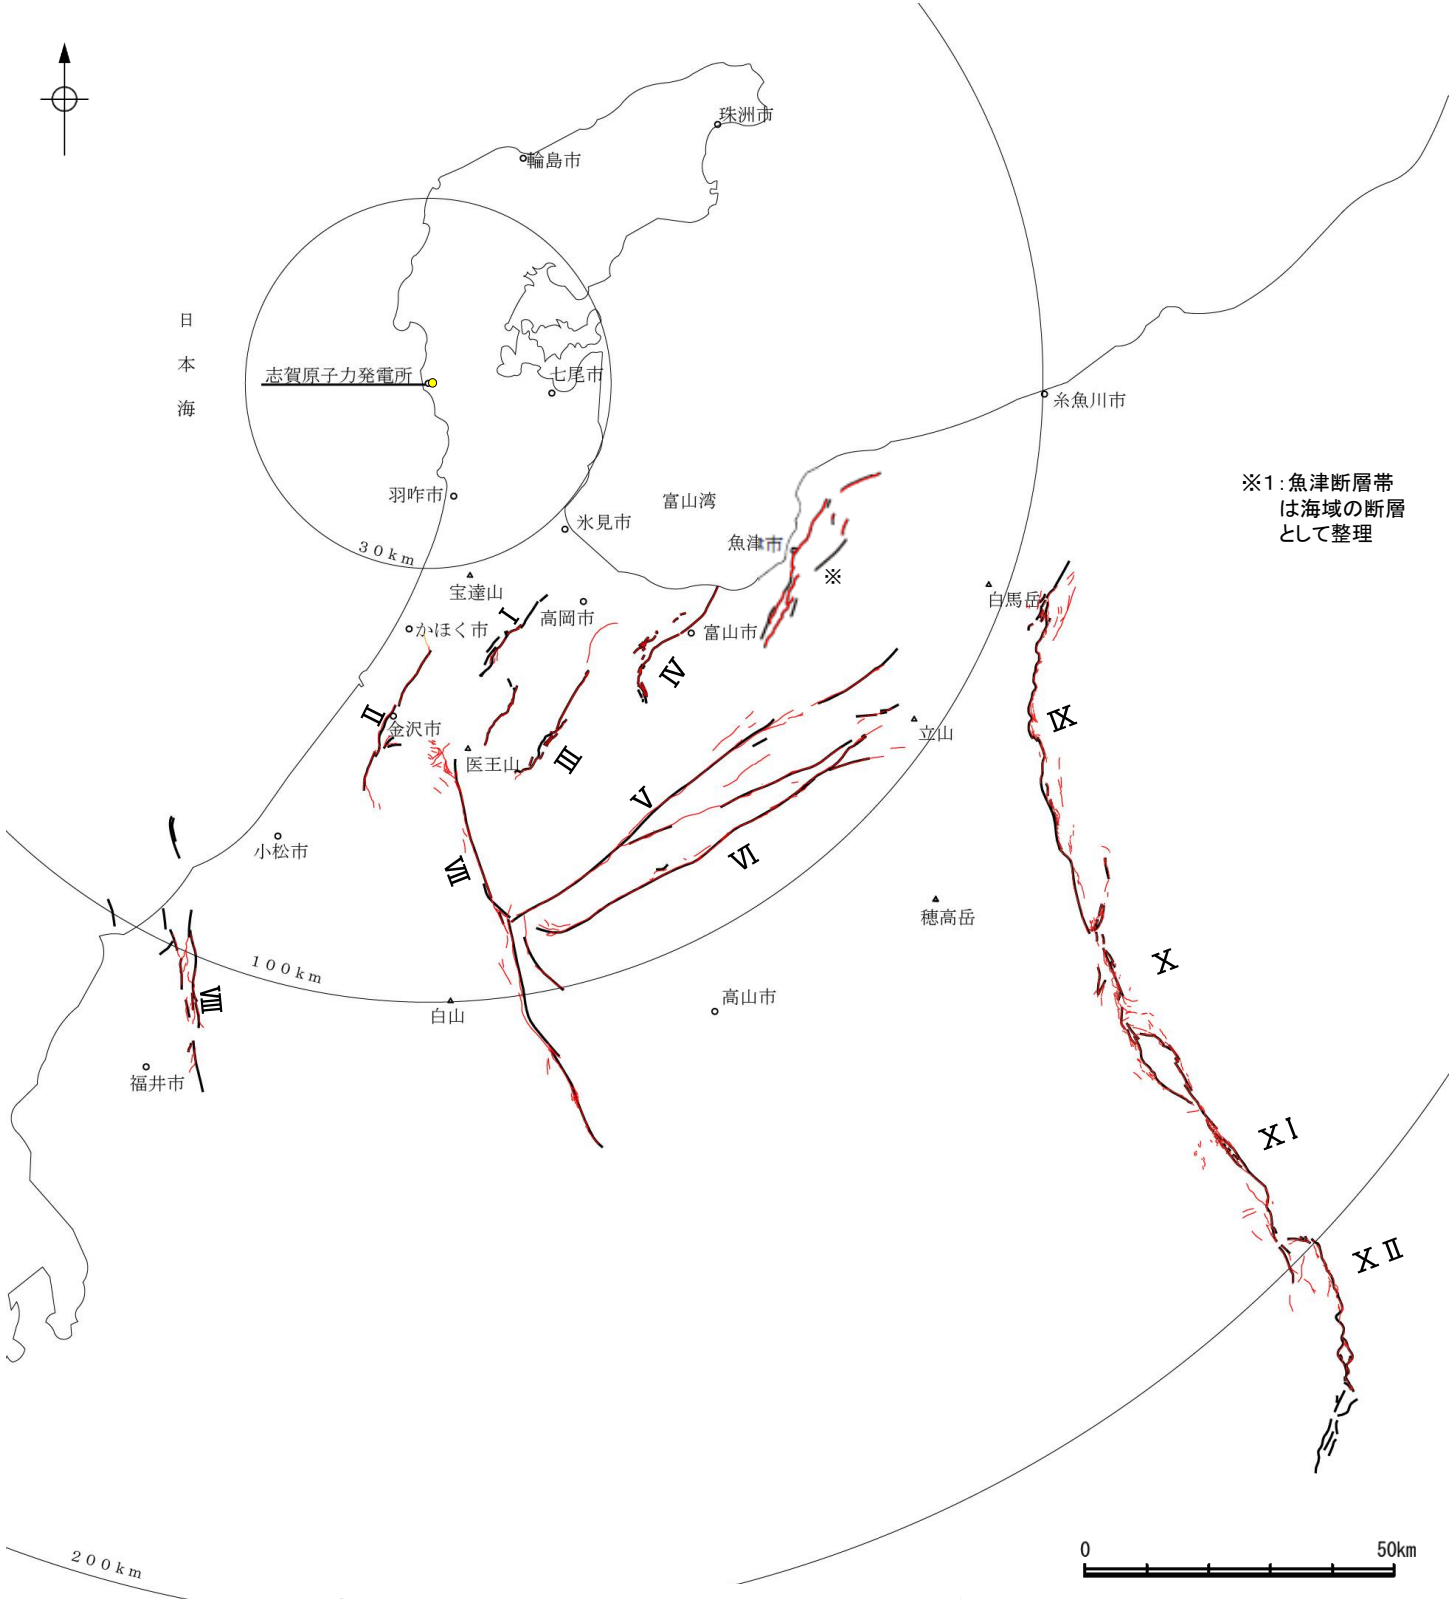 珠洲市
輪島市
日
本
海
志賀原子力発電所
七尾市
糸魚川市
羽咋市
富山湾
※1：魚津断層帯
は海域の断層
として整理
氷見市
魚津市
30km
※
宝達山
高岡市
白馬岳
かほく市
I
富山市
IV
II
金沢市
IX
立山
医王山
III
V
小松市
VI
VII
穂高岳
100km
X
VIII
高山市
白山
福井市
XI
XII
200km
0
50km